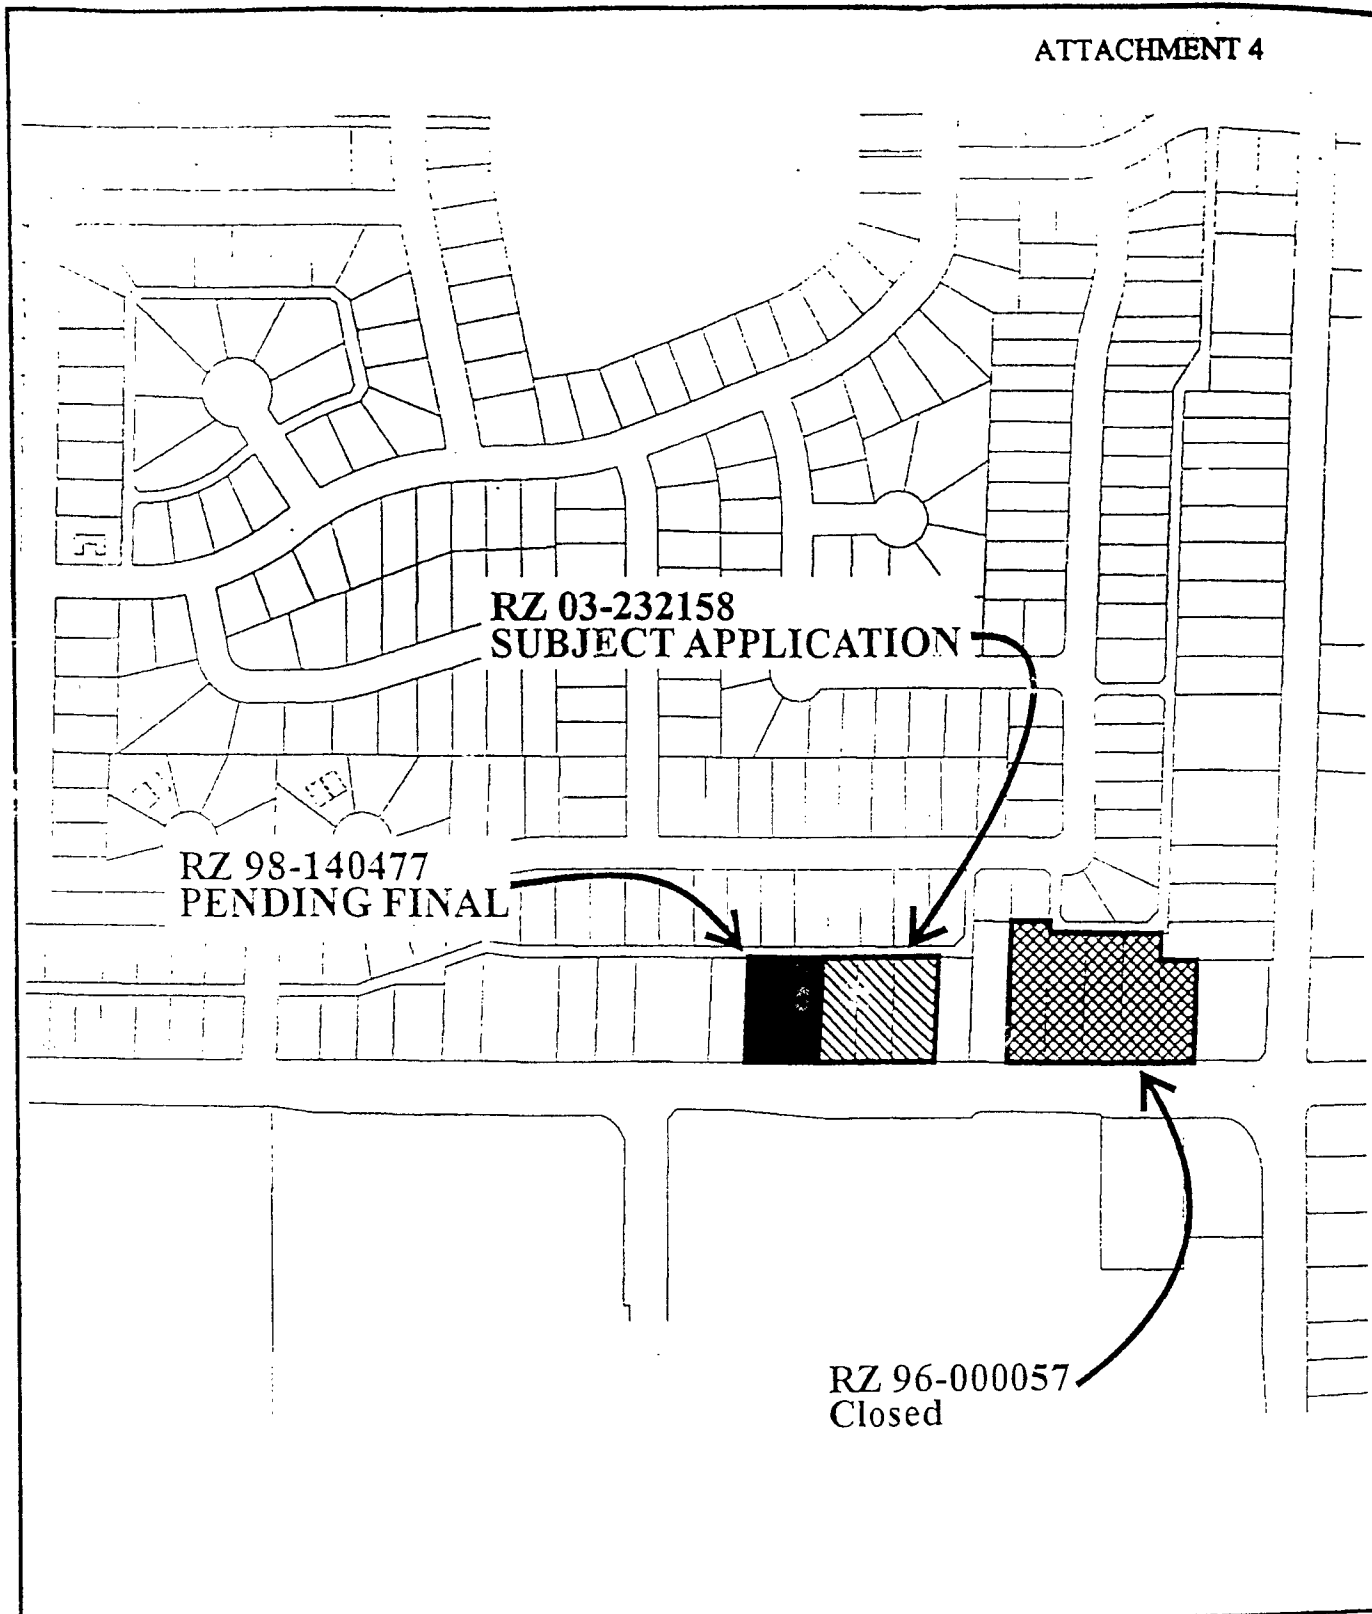 ATTACHMENT 4
RZ 03-232158
SUBJECT APPLICATION
RZ 98-140477
PENDING FINAL
RZ 96-000057
Closed